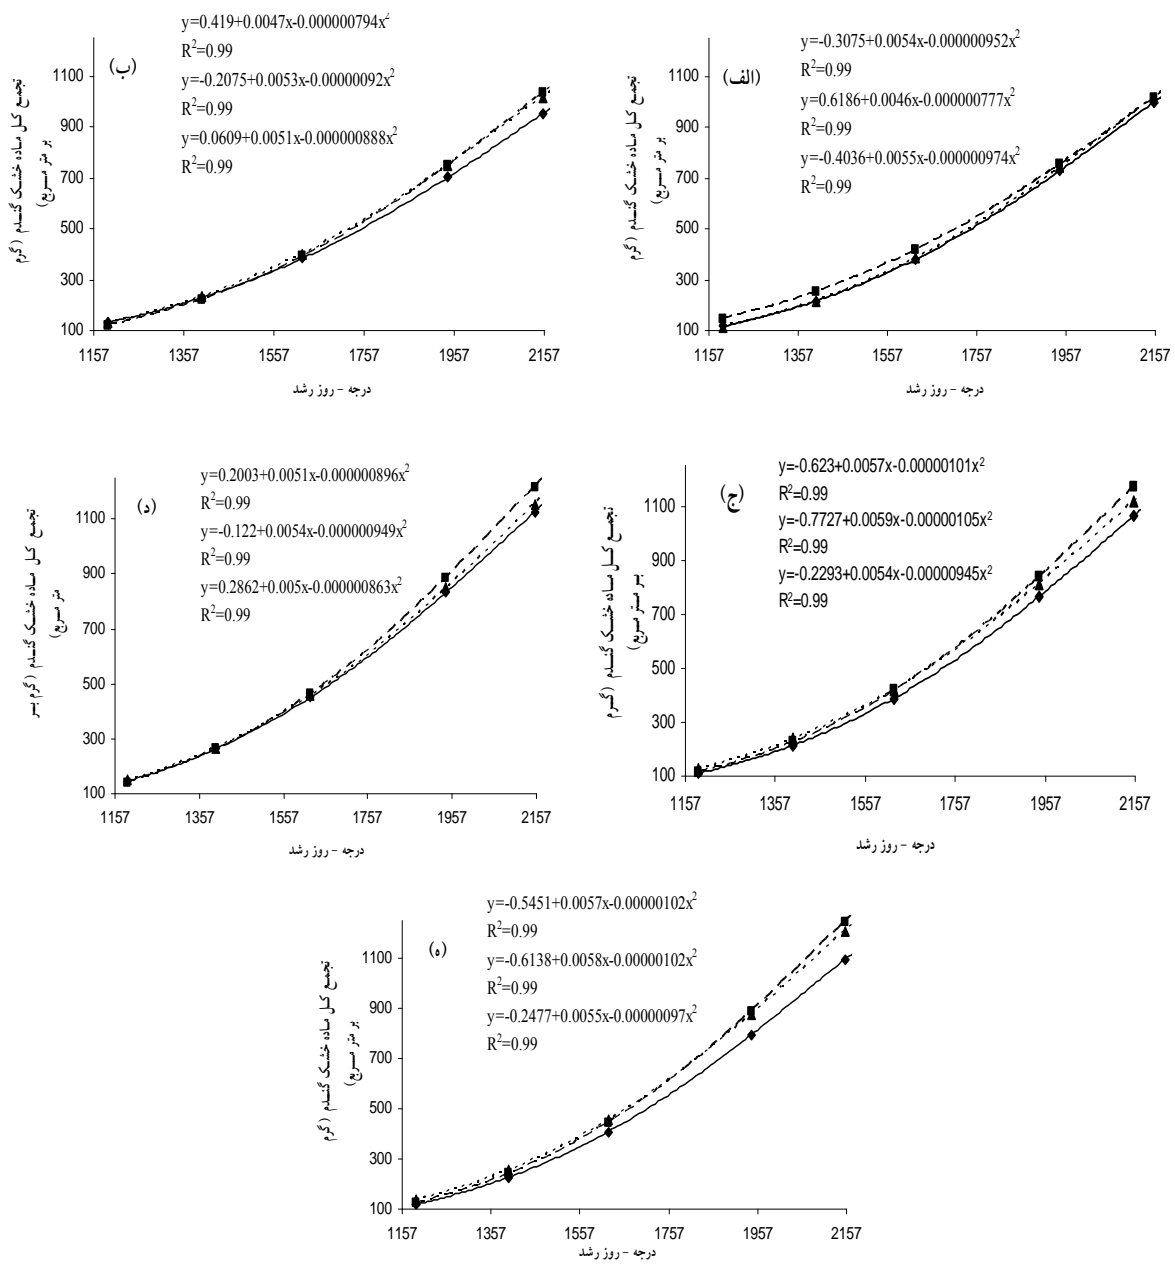 (الف)
y=-0.3075+0.0054x-0.000000952x²
R²=0.99
y=0.6186+0.0046x-0.000000777x²
R²=0.99
y=-0.4036+0.0055x-0.000000974x²
R²=0.99
تجمع کل ماده خشک گندم (گرم
بر متر مربع)
1100
900
700
500
300
100
1157 1357 1557 1757 1957 2157
درجه - روز رشد
(ب)
y=0.419+0.0047x-0.000000794x²
R²=0.99
y=-0.2075+0.0053x-0.00000092x²
R²=0.99
y=0.0609+0.0051x-0.000000888x²
R²=0.99
تجمع کل ماده خشک گندم (گرم
بر متر مربع)
1100
900
700
500
300
100
1157 1357 1557 1757 1957 2157
درجه - روز رشد
(ج)
y=-0.623+0.0057x-0.00000101x²
R²=0.99
y=-0.7727+0.0059x-0.00000105x²
R²=0.99
y=-0.2293+0.0054x-0.00000945x²
R²=0.99
تجمع کل ماده خشک گندم (گرم
بر متر مربع)
1100
900
700
500
300
100
1157 1357 1557 1757 1957 2157
درجه - روز رشد
(د)
y=0.2003+0.0051x-0.000000896x²
R²=0.99
y=-0.122+0.0054x-0.000000949x²
R²=0.99
y=0.2862+0.005x-0.000000863x²
R²=0.99
تجمع کل ماده خشک گندم (گرم بر
متر مربع)
1100
900
700
500
300
100
1157 1357 1557 1757 1957 2157
درجه - روز رشد
(ه)
y=-0.5451+0.0057x-0.00000102x²
R²=0.99
y=-0.6138+0.0058x-0.00000102x²
R²=0.99
y=-0.2477+0.0055x-0.00000097x²
R²=0.99
تجمع کل ماده خشک گندم (گرم
بر متر مربع)
1100
900
700
500
300
100
1157 1357 1557 1757 1957 2157
درجه - روز رشد